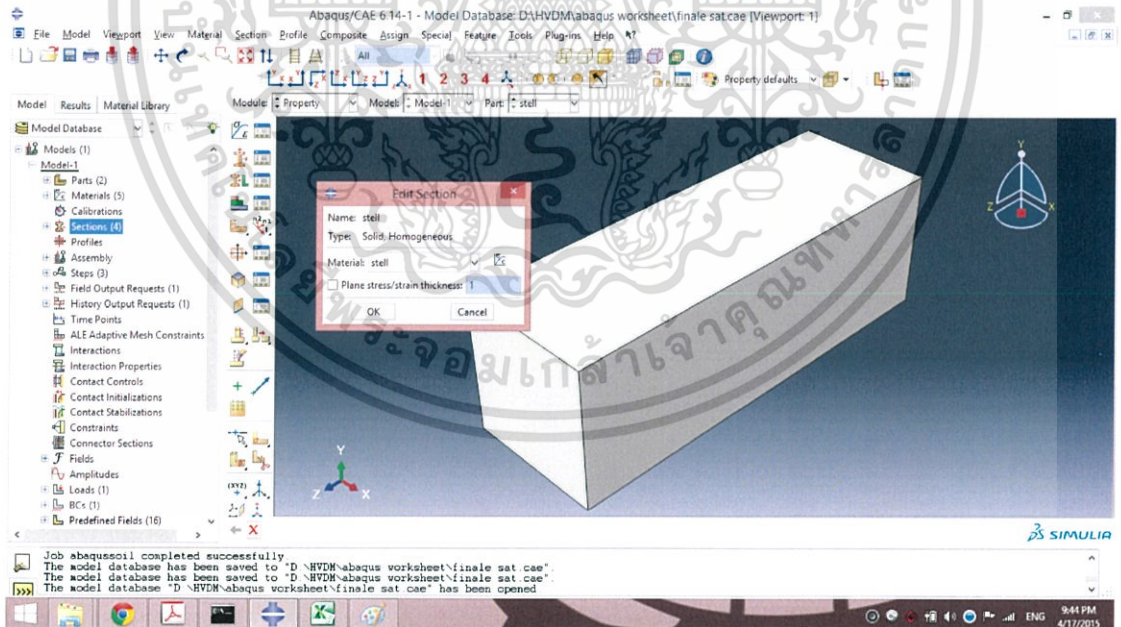 Abaqus/CAE 6.14-1 - Model Database: D:\HVDM\abaqus worksheet\finale sat.cae [Viewport: 1]
File Model Viewport View Material Section Profile Composite Assign Special Feature Tools Plug-ins Help
All
1 2 3 4
Property defaults
Model Results Material Library
Module: Property Model: Model-1 Part: stell
Model Database
Models (1)
Model-1
Parts (2)
Materials (5)
Calibrations
Sections (4)
Profiles
Assembly
Steps (3)
Field Output Requests (1)
History Output Requests (1)
Time Points
ALE Adaptive Mesh Constraints
Interactions
Interaction Properties
Contact Controls
Contact Initializations
Contact Stabilizations
Constraints
Connector Sections
Fields
Amplitudes
Loads (1)
BCs (1)
Predefined Fields (16)
Edit Section
Name: stell
Type: Solid, Homogeneous
Material: stell
Plane stress/strain thickness: 1
OK Cancel
Y
Z X
Y
Z X
(XYZ)
SIMULIA
Job abaqussoil completed successfully
The model database has been saved to "D:\HVDM\abaqus worksheet\finale sat.cae".
The model database has been saved to "D:\HVDM\abaqus worksheet\finale sat.cae".
The model database "D:\HVDM\abaqus worksheet\finale sat.cae" has been opened
ENG
9:44 PM
4/17/2015